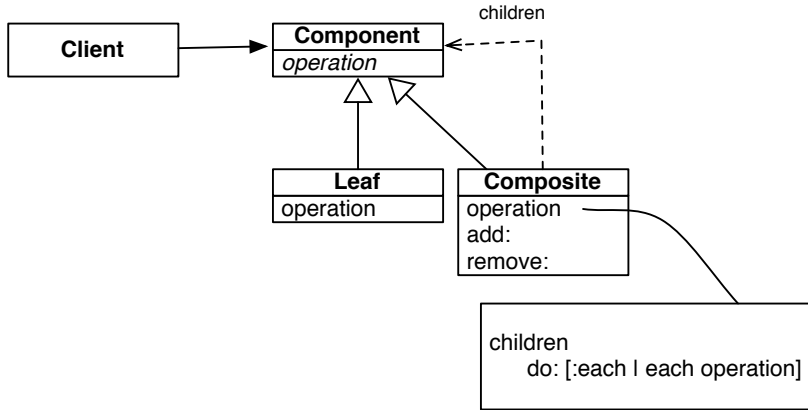 children
Client
Component
operation
Leaf
operation
Composite
operation
add:
remove:
children
do: [:each | each operation]